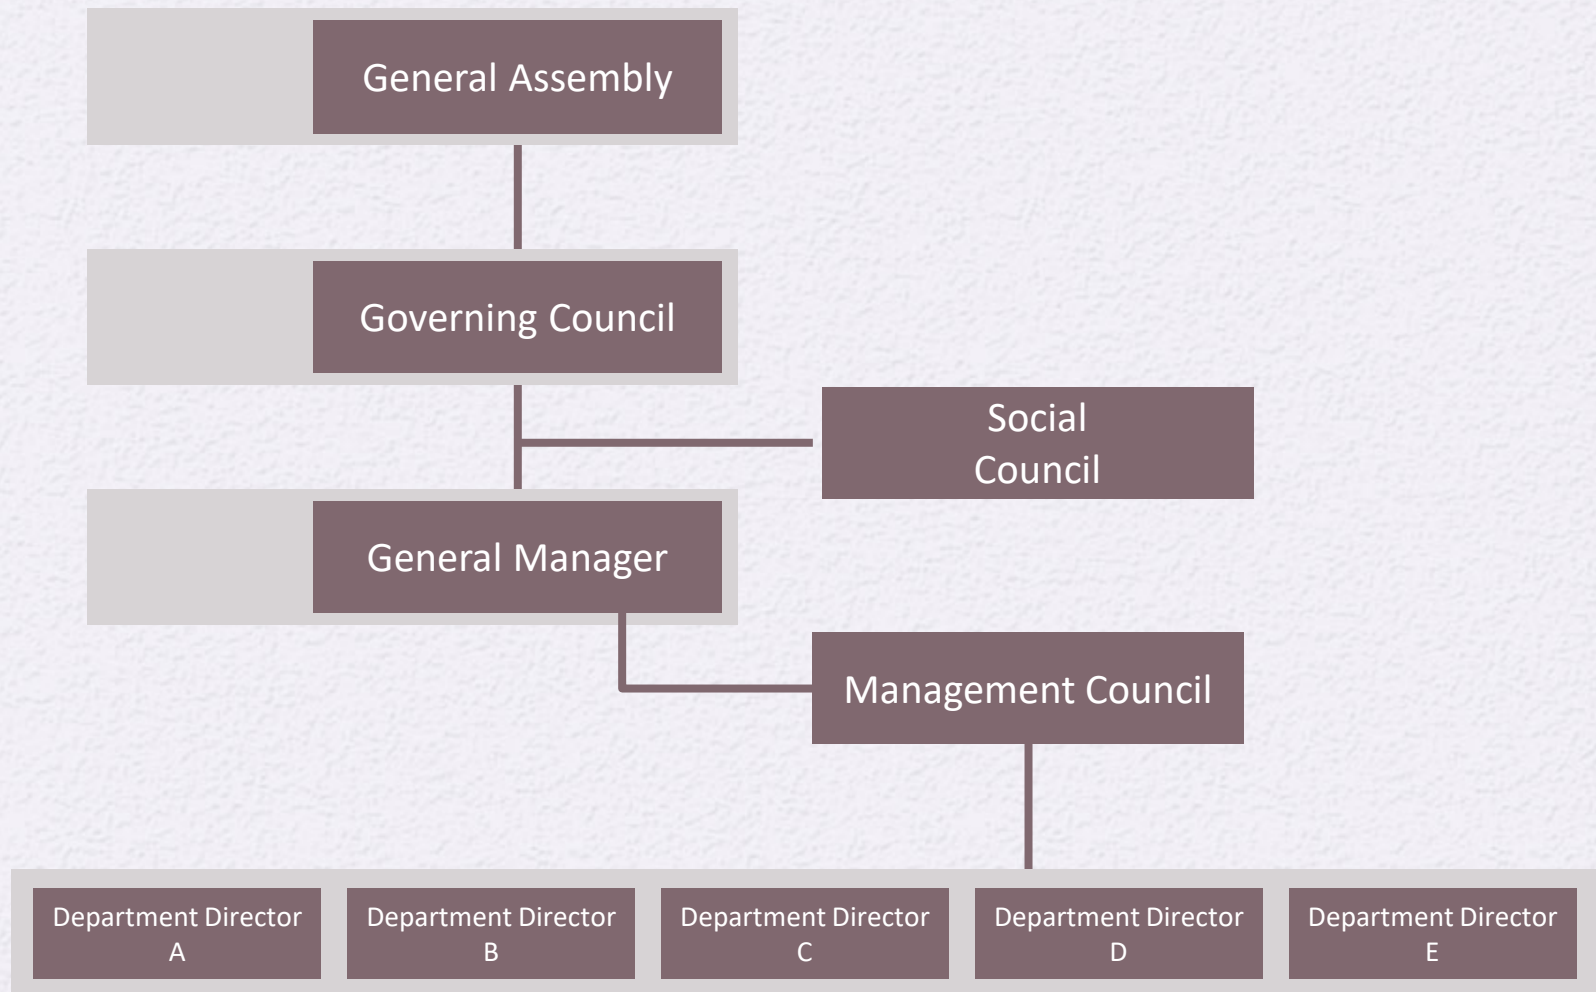 General Assembly
Governing Council
Social
Council
General Manager
Management Council
Department Director
A
Department Director
B
Department Director
C
Department Director
D
Department Director
E